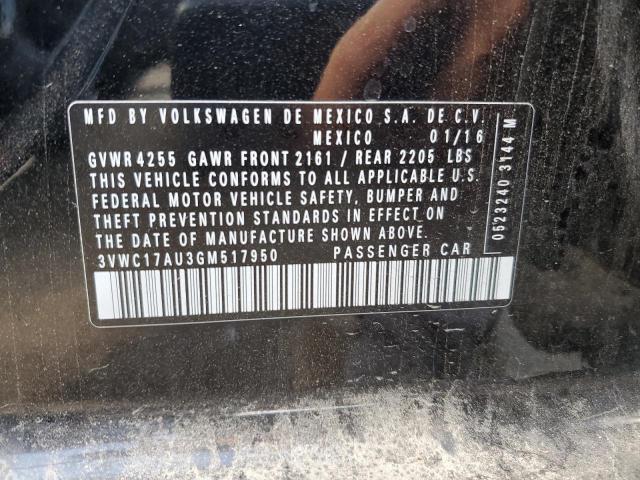 MFD BY VOLKSWAGEN DE MEXICO S.A. DE C.V.
MEXICO 01/16
GVWR 4255 GAWR FRONT 2161 / REAR 2205 LBS
THIS VEHICLE CONFORMS TO ALL APPLICABLE U.S.
FEDERAL MOTOR VEHICLE SAFETY, BUMPER AND
THEFT PREVENTION STANDARDS IN EFFECT ON
THE DATE OF MANUFACTURE SHOWN ABOVE.
3VWC17AU3GM517950 PASSENGER CAR
0523240 3144 M